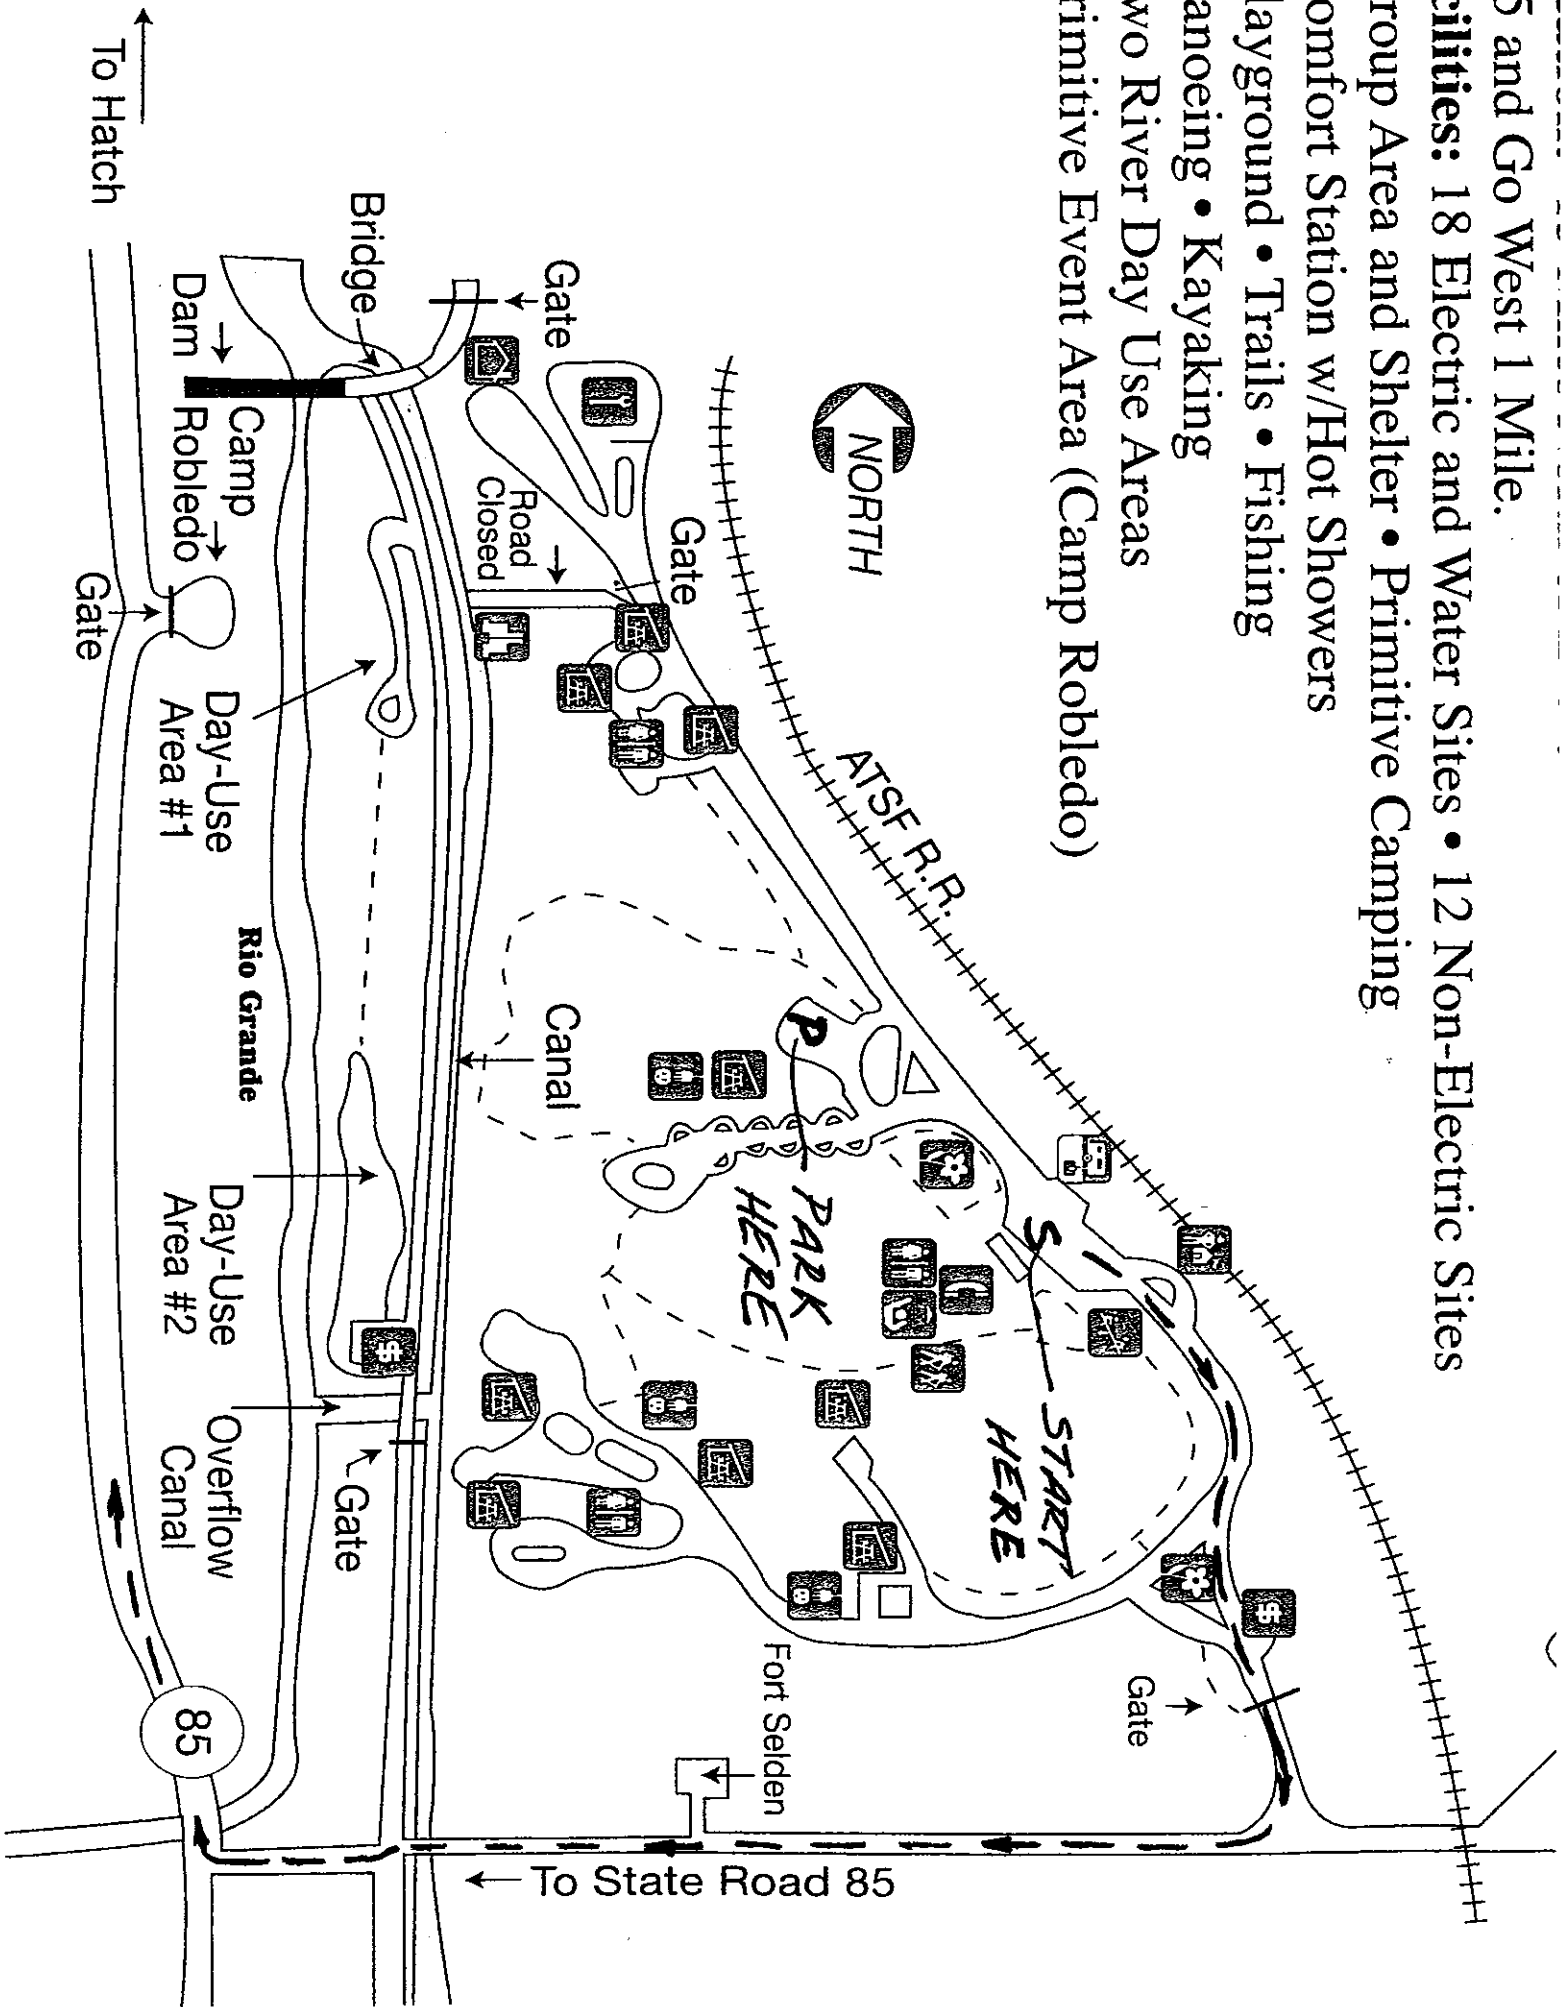 5 and Go West 1 Mile.
cilities: 18 Electric and Water Sites • 12 Non-Electric Sites
roup Area and Shelter • Primitive Camping
omfort Station w/Hot Showers
layground • Trails • Fishing
anoeing • Kayaking
wo River Day Use Areas
rimitive Event Area (Camp Robledo)
NORTH
ATSF R.R.
Gate
Gate
Road
Closed
Bridge
Dam
Camp
Robledo
To Hatch
Gate
Day-Use
Area #1
Rio Grande
Canal
P
PARK
HERE
S
START
HERE
$
Day-Use
Area #2
$
Overflow
Canal
Gate
Gate
Fort Selden
85
To State Road 85